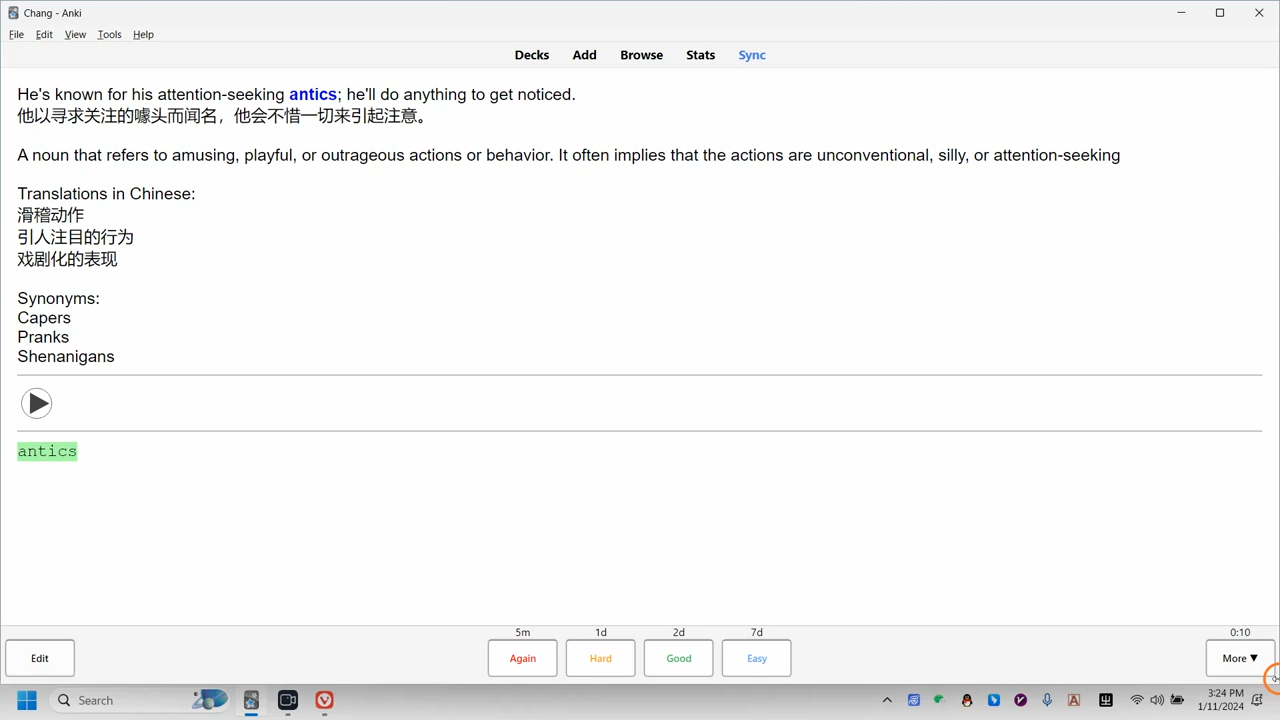 Chang - Anki
File Edit View Tools Help
Decks Add Browse Stats Sync
He's known for his attention-seeking antics; he'll do anything to get noticed.
他以寻求关注的噱头而闻名，他会不惜一切来引起注意。
A noun that refers to amusing, playful, or outrageous actions or behavior. It often implies that the actions are unconventional, silly, or attention-seeking
Translations in Chinese:
滑稽动作
引人注目的行为
戏剧化的表现
Synonyms:
Capers
Pranks
Shenanigans
antics
5m 1d 2d 7d 0:10
Edit Again Hard Good Easy More ▼
Search
3:24 PM
1/11/2024